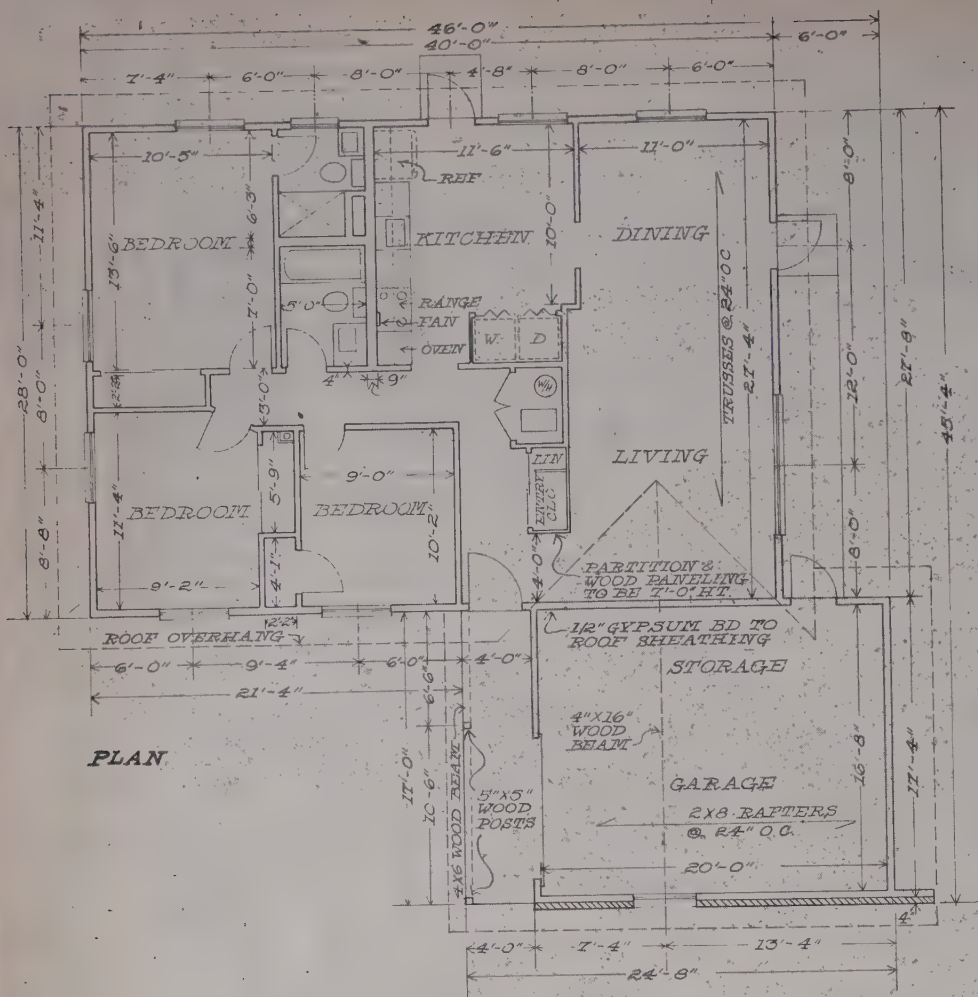 46'-0"
40'-0"
6'-0"
7'-4"
6'-0"
8'-0"
4'-8"
8'-0"
6'-0"
10'-5"
11'-6"
11'-0"
REF
6'-3"
10'-0"
8'-0"
11'-4"
13'-6"
BEDROOM
KITCHEN
DINING
7'-0"
5'-0"
RANGE
FAN
OVEN
W.
D
TRUSSES @ 24" O C
27'-4"
12'-0"
27'-8"
45'-4"
28'-0"
8'-0"
4"
9"
W/H
3'-0"
LIN
LIVING
9'-0"
ENTRY
CLO
5'-9"
BEDROOM
BEDROOM
11'-4"
10'-2"
8'-8"
8'-0"
4'-1"
4'-0"
9'-2"
2'-2"
PARTITION &
WOOD PANELING
TO BE 7'-0" HT.
ROOF OVERHANG
1/2" GYPSUM BD TO
ROOF SHEATHING
6'-0"
9'-4"
6'-0"
4'-0"
STORAGE
21'-4"
6'-6"
4"X16"
WOOD
BEAM
PLAN
17'-0"
10'-6"
4X6 WOOD BEAM
5"X5"
WOOD
POSTS
GARAGE
2X8 RAFTERS
@ 24" O.C.
16'-8"
17'-4"
20'-0"
4"
4'-0"
7'-4"
13'-4"
24'-8"